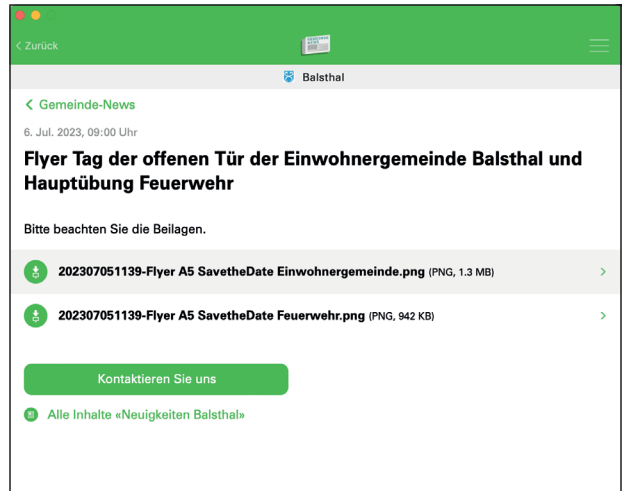 Zurück
Balsthal
Gemeinde-News
6. Jul. 2023, 09:00 Uhr
Flyer Tag der offenen Tür der Einwohnergemeinde Balsthal und
Hauptübung Feuerwehr
Bitte beachten Sie die Beilagen.
202307051139-Flyer A5 SavetheDate Einwohnergemeinde.png (PNG, 1.3 MB)
202307051139-Flyer A5 SavetheDate Feuerwehr.png (PNG, 942 KB)
Kontaktieren Sie uns
Alle Inhalte «Neuigkeiten Balsthal»